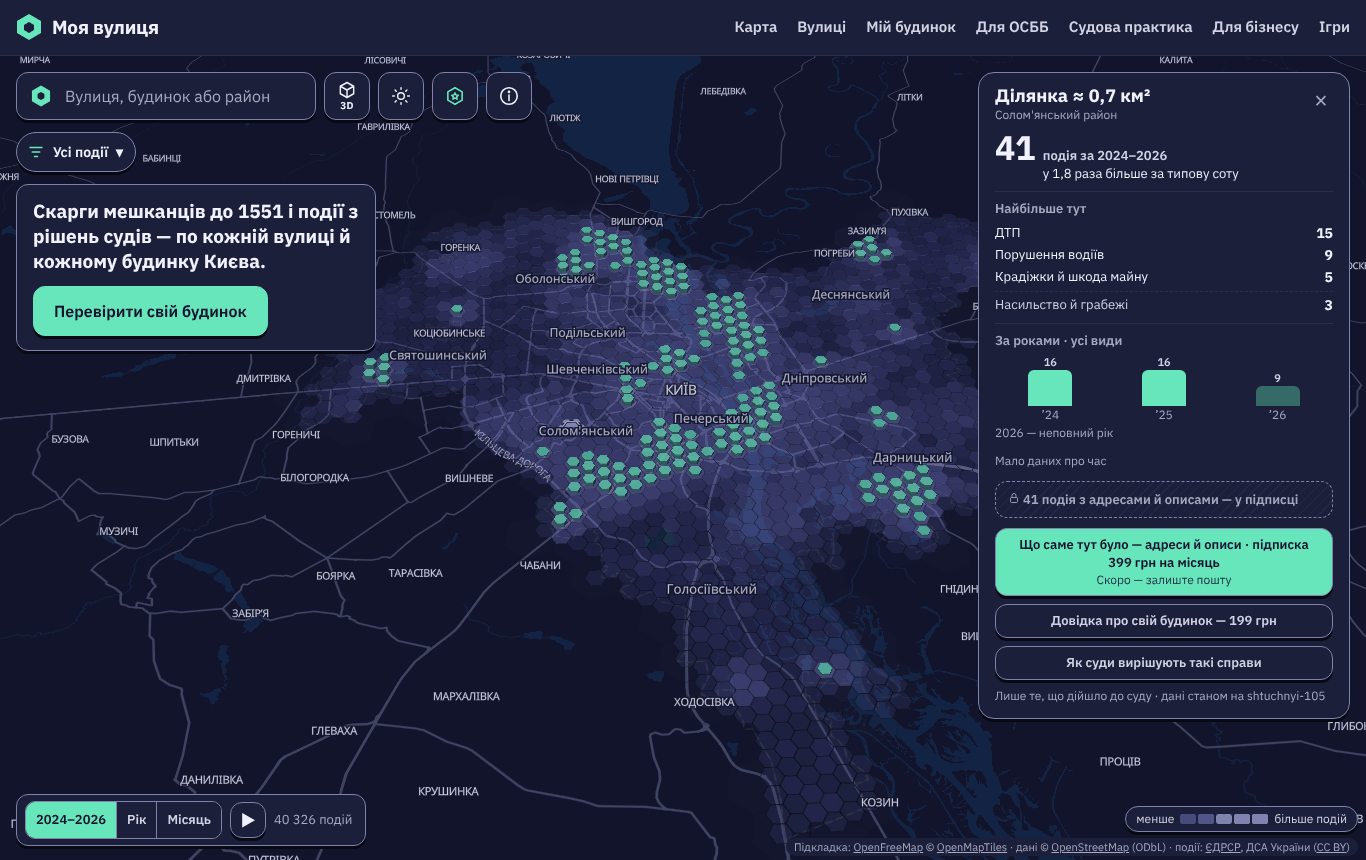 Моя вулиця
Карта
Вулиці
Мій будинок
Для ОСББ
Судова практика
Для бізнесу
Ігри
МИРЧА
ЛІСОВИЧІ
КАЛИТА
Вулиця, будинок або район
3D
ЛЕБЕДІВКА
ЛІТКИ
ЛЮТІЖ
ГАВРИЛІВКА
Усі події ▾
БАБИНЦІ
НОВІ ПЕТРІВЦІ
Скарги мешканців до 1551 і події з
рішень судів — по кожній вулиці й
кожному будинку Києва.
Перевірити свій будинок
СТОМЕЛЬ
ВИШГОРОД
ПУХІВКА
ЗАЗИМ'Я
ГОРЕНКА
ПОГРЕБИ
Оболонський
Деснянський
КОЦЮБИНСЬКЕ
Подільський
Святошинський
Шевченківський
ДМИТРІВКА
Дніпровський
КИЇВ
Печерський
Солом'янський
БУЗОВА
ШПИТЬКИ
ГОРЕНИЧІ
КІЛЬЦЕВА ДОРОГА
Дарницький
БІЛОГОРОДКА
ВИШНЕВЕ
МУЗИЧІ
ЧАБАНИ
БОЯРКА
ТАРАСІВКА
Голосіївський
ГНІДИН
ЗАБІР'Я
МАРХАЛІВКА
ХОДОСІВКА
ГЛЕВАХА
ПРОЦІВ
ДАНИЛІВКА
КРУШИНКА
КОЗИН
Ділянка ≈ 0,7 км²
Солом'янський район
41 подія за 2024–2026
у 1,8 раза більше за типову соту
Найбільше тут
ДТП 15
Порушення водіїв 9
Крадіжки й шкода майну 5
Насильство й грабежі 3
За роками · усі види
16 16 9
’24 ’25 ’26
2026 — неповний рік
Мало даних про час
41 подія з адресами й описами — у підписці
Що саме тут було — адреси й описи · підписка
399 грн на місяць
Скоро — залиште пошту
Довідка про свій будинок — 199 грн
Як суди вирішують такі справи
Лише те, що дійшло до суду · дані станом на shtuchnyi-105
2024–2026
Рік
Місяць
40 326 подій
менше
більше подій
Підкладка: OpenFreeMap © OpenMapTiles · дані © OpenStreetMap (ODbL) · події: ЄДРСР, ДСА України (CC BY)